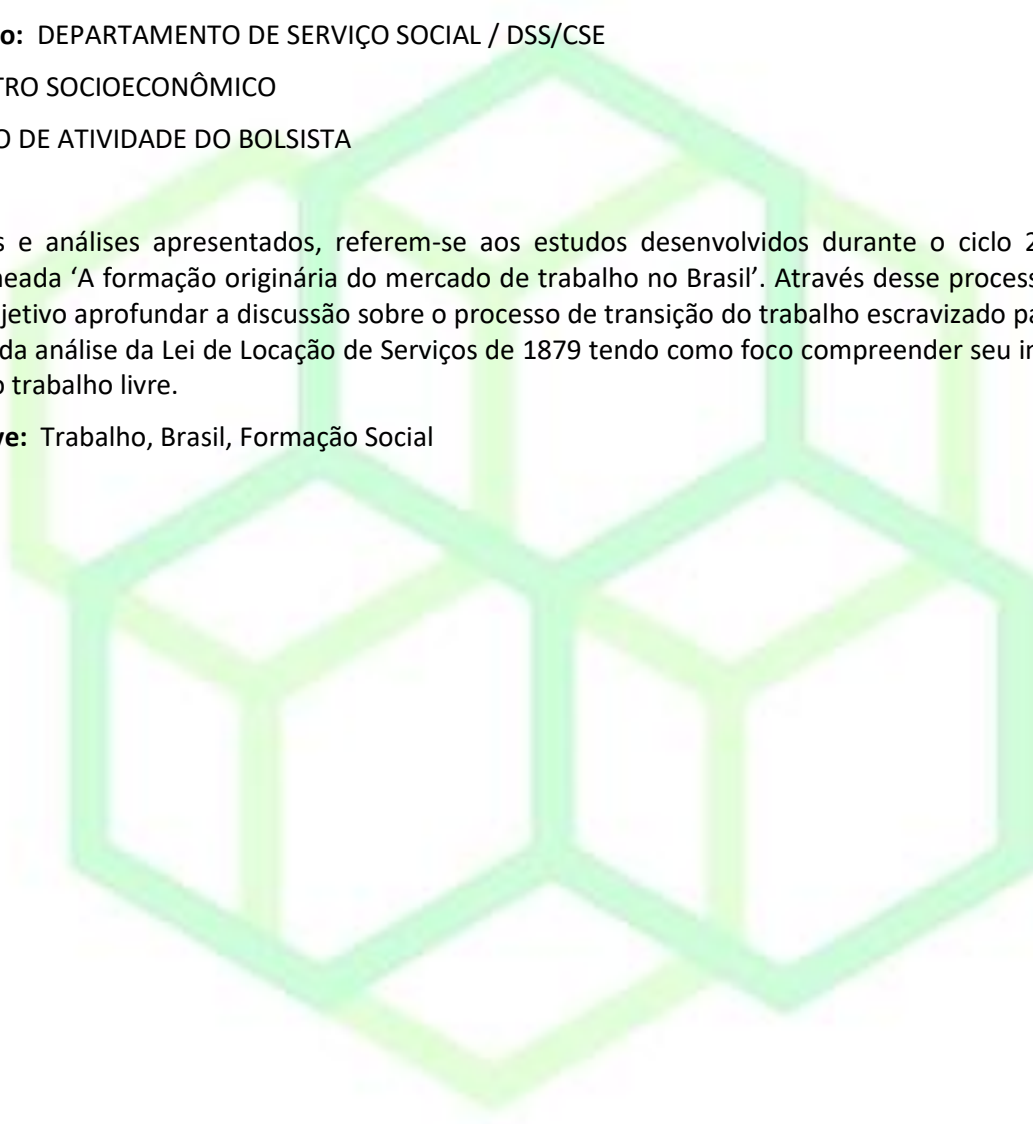 o: DEPARTAMENTO DE SERVIÇO SOCIAL / DSS/CSE
TRO SOCIOECONÔMICO
O DE ATIVIDADE DO BOLSISTA
s e análises apresentados, referem-se aos estudos desenvolvidos durante o ciclo 2
neada ‘A formação originária do mercado de trabalho no Brasil’. Através desse process
jetivo aprofundar a discussão sobre o processo de transição do trabalho escravizado pa
da análise da Lei de Locação de Serviços de 1879 tendo como foco compreender seu i
o trabalho livre.
ve: Trabalho, Brasil, Formação Social